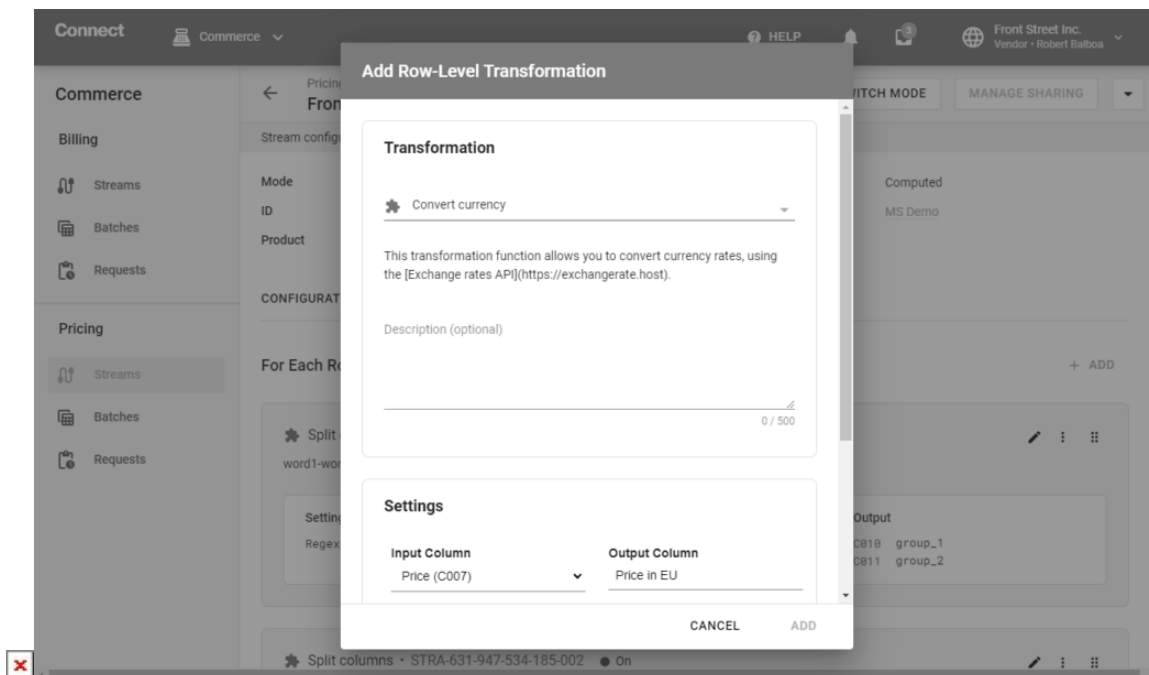 Connect
Commerce
HELP
3
Front Street Inc.
Vendor • Robert Balboa
Commerce
Billing
Streams
Batches
Requests
Pricing
Streams
Batches
Requests
Pricing
Fron
ITCH MODE
MANAGE SHARING
Stream config
Mode
Computed
ID
MS Demo
Product
CONFIGURAT
For Each Ro
+ ADD
Split
word1-wor
Setting
Regex
Output
C010 group_1
C011 group_2
Split columns • STRA-631-947-534-185-002 ● On
Add Row-Level Transformation
Transformation
Convert currency
This transformation function allows you to convert currency rates, using
the [Exchange rates API](https://exchangerate.host).
Description (optional)
0 / 500
Settings
Input Column
Output Column
Price (C007)
Price in EU
CANCEL
ADD